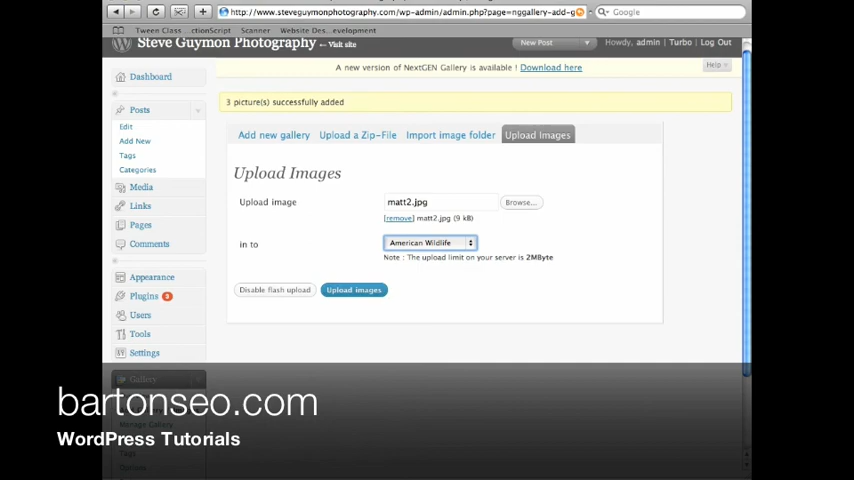 http://www.steveguymonphotography.com/wp-admin/admin.php?page=nggallery-add-g
Google
Tween Class ...ctionScript Scanner Website Des...evelopment
Steve Guymon Photography ← Visit site
New Post
Howdy, admin | Turbo | Log Out
A new version of NextGEN Gallery is available ! Download here
Help
Dashboard
3 picture(s) successfully added
Posts
Edit
Add New
Tags
Categories
Media
Links
Pages
Comments
Appearance
Plugins 3
Users
Tools
Settings
Gallery
Manage Gallery
Tags
Options
Add new gallery Upload a Zip-File Import image folder Upload Images
Upload Images
Upload image matt2.jpg Browse...
[remove] matt2.jpg (9 kB)
in to American Wildlife
Note : The upload limit on your server is 2MByte
Disable flash upload Upload images
bartonseo.com
WordPress Tutorials